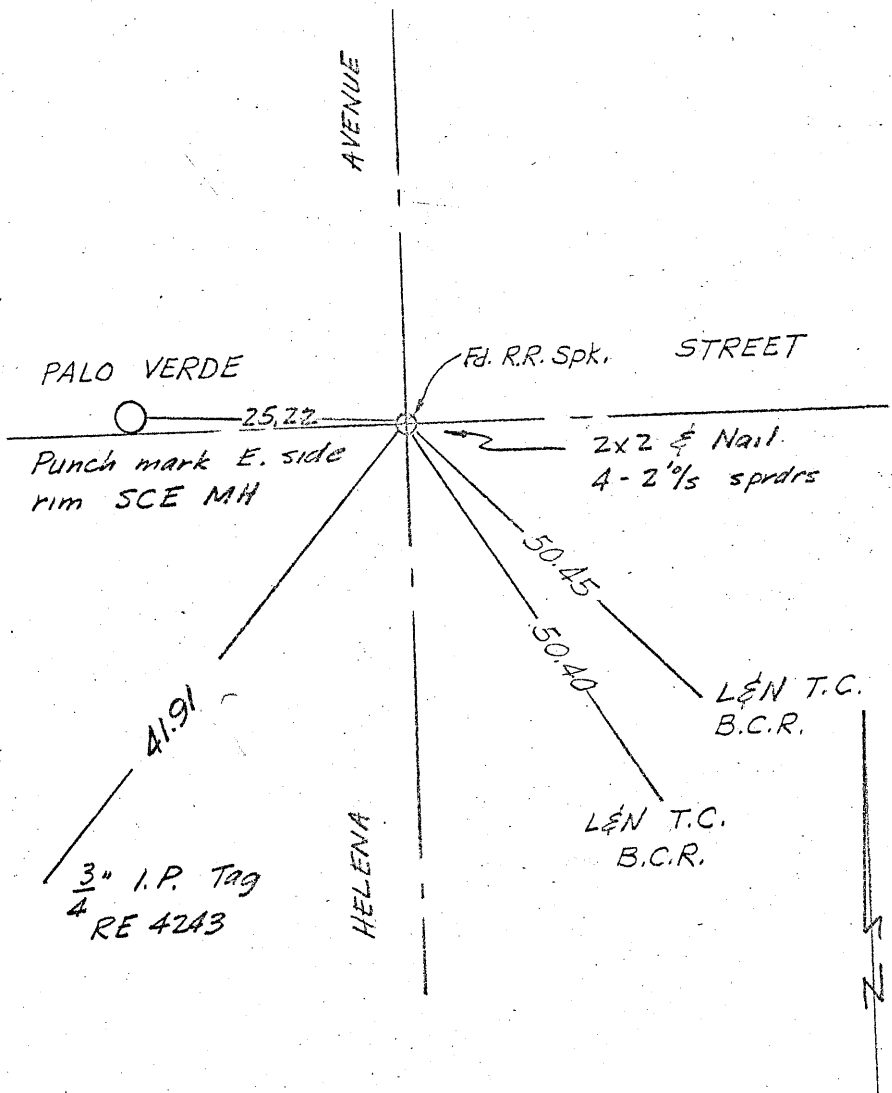 AVENUE
PALO VERDE
Fd. R.R. Spk.
STREET
25.22
Punch mark E. side
rim SCE MH
2x2 & Nail
4 - 2"/s sprdrs
50.45
50.40
41.91
L&N T.C.
B.C.R.
L&N T.C.
B.C.R.
HELENA
3/4" I.P. Tag
RE 4243
N